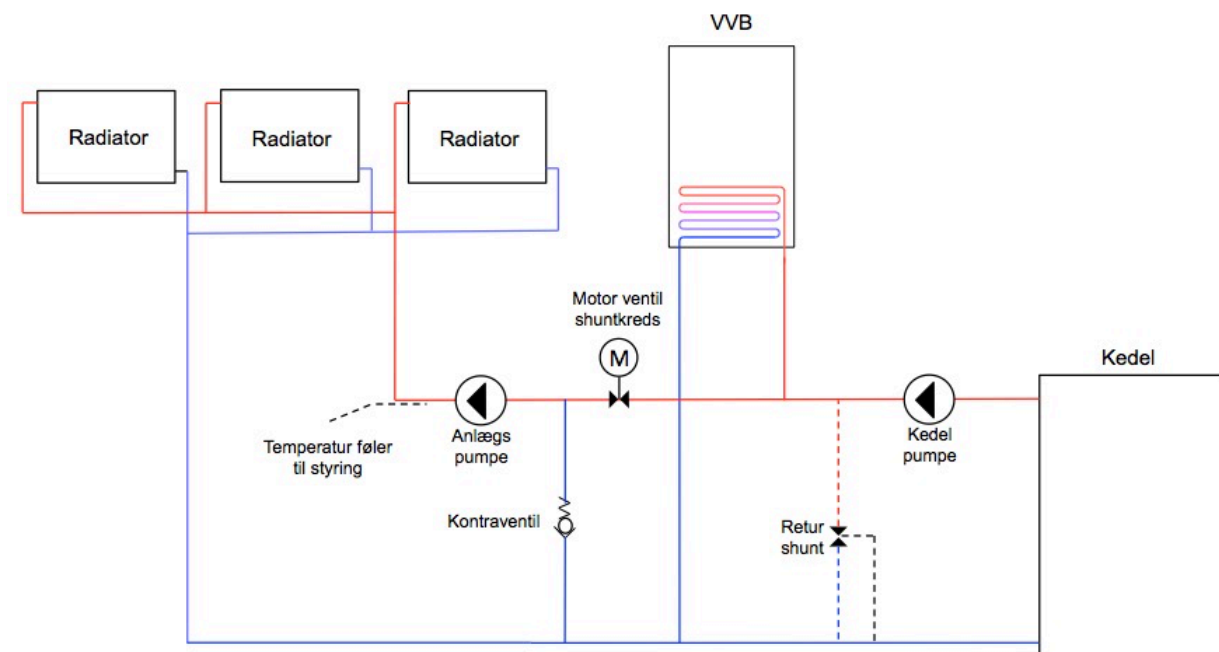 VVB
Radiator
Radiator
Radiator
Motor ventil
shuntkreds
M
Kedel
Temperatur føler
til styring
Anlægs
pumpe
Kedel
pumpe
Kontraventil
Retur
shunt